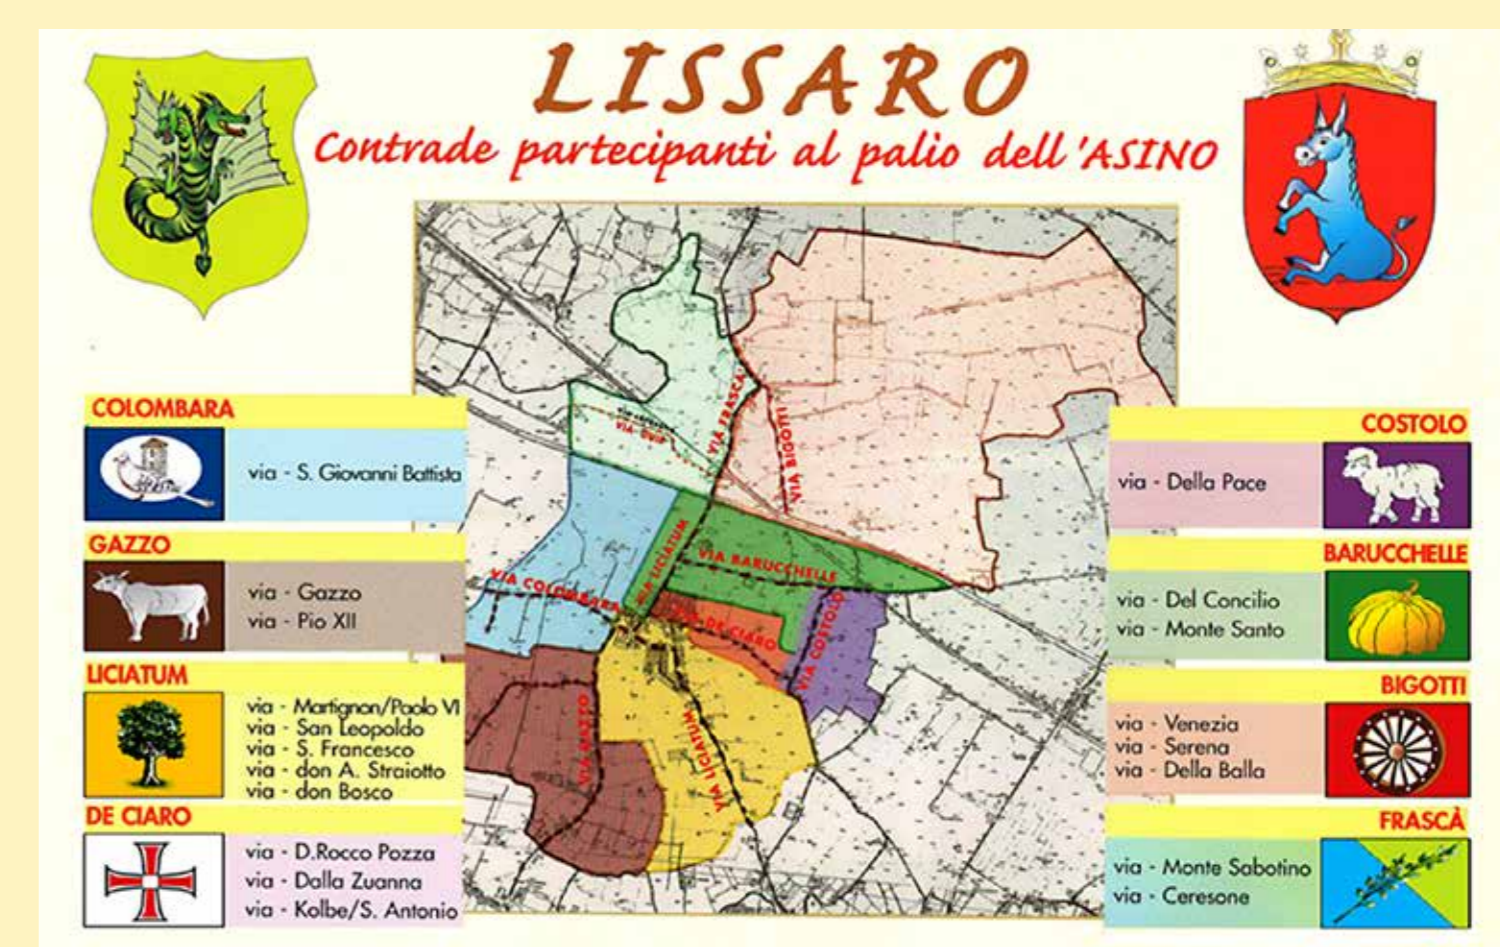 LISSARO
Contrade partecipanti al palio dell'ASINO
COLOMBARA
via - S. Giovanni Battista
GAZZO
via - Gazzo
via - Pio XII
LICIATUM
via - Martignon/Paolo VI
via - San Leopoldo
via - S. Francesco
via - don A. Straiotto
via - don Bosco
DE CIARO
via - D.Rocco Pozza
via - Dalla Zuanna
via - Kolbe/S. Antonio
VIA FRASCA
VIA BIGOTTI
VIA LICIATUM
VIA BARUCCHELLE
VIA COLOMBARA
DE CIARO
VIA COSTOLO
VIA GAZZO
VIA LICIATUM
COSTOLO
via - Della Pace
BARUCCHELLE
via - Del Concilio
via - Monte Santo
BIGOTTI
via - Venezia
via - Serena
via - Della Balla
FRASCÀ
via - Monte Sabotino
via - Ceresone